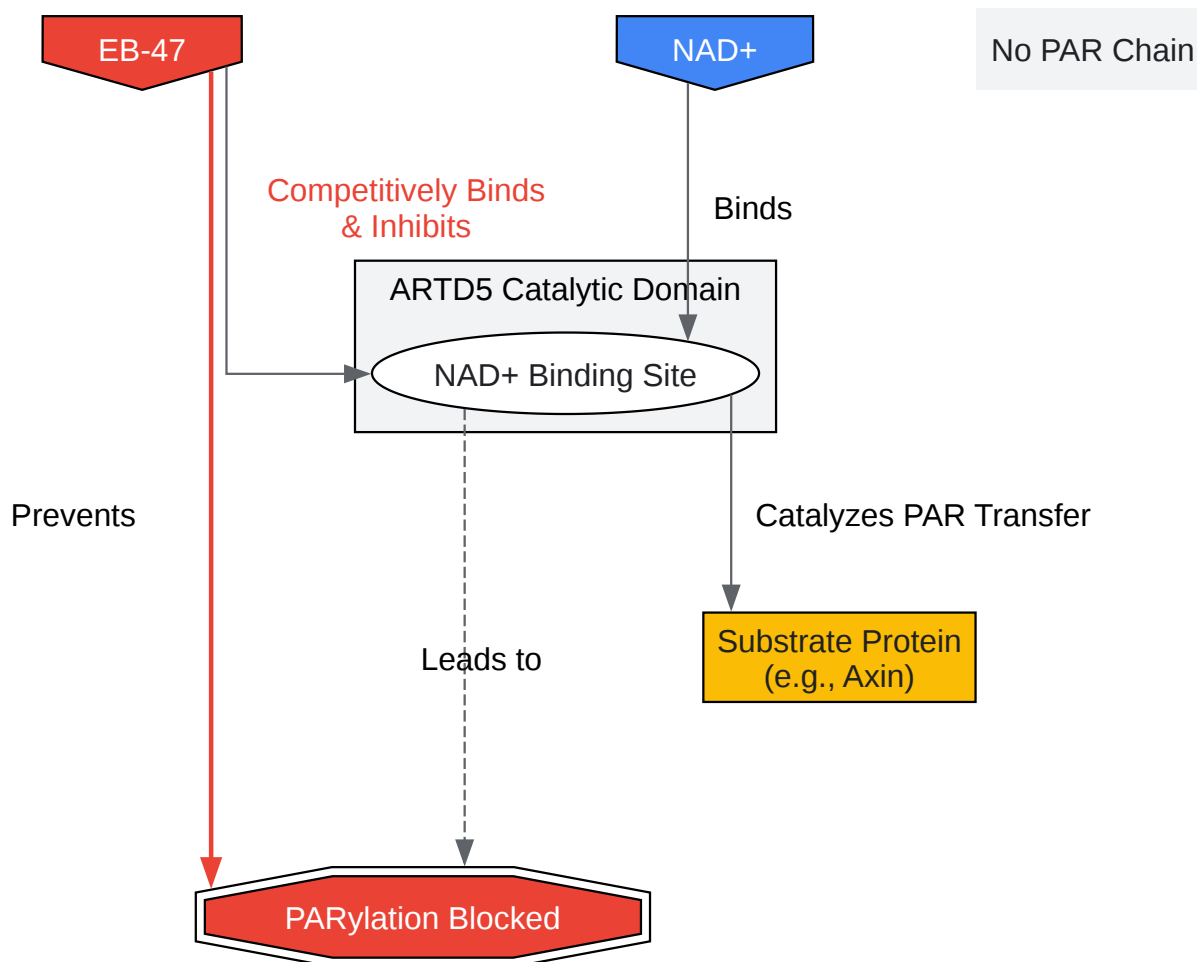 EB-47
NAD+
No PAR Chain
Competitively Binds
& Inhibits
Binds
ARTD5 Catalytic Domain
NAD+ Binding Site
Prevents
Catalyzes PAR Transfer
Leads to
Substrate Protein
(e.g., Axin)
PARylation Blocked